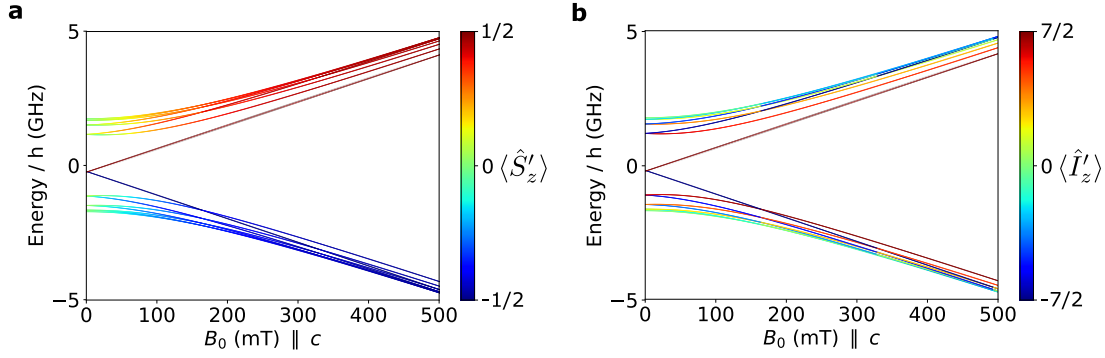 a
5
0
−5
Energy / h (GHz)
0 100 200 300 400 500
B₀ (mT) ∥ c
1/2
0
-1/2
⟨Ŝ′z⟩
b
5
0
−5
Energy / h (GHz)
0 100 200 300 400 500
B₀ (mT) ∥ c
7/2
0
-7/2
⟨Î′z⟩